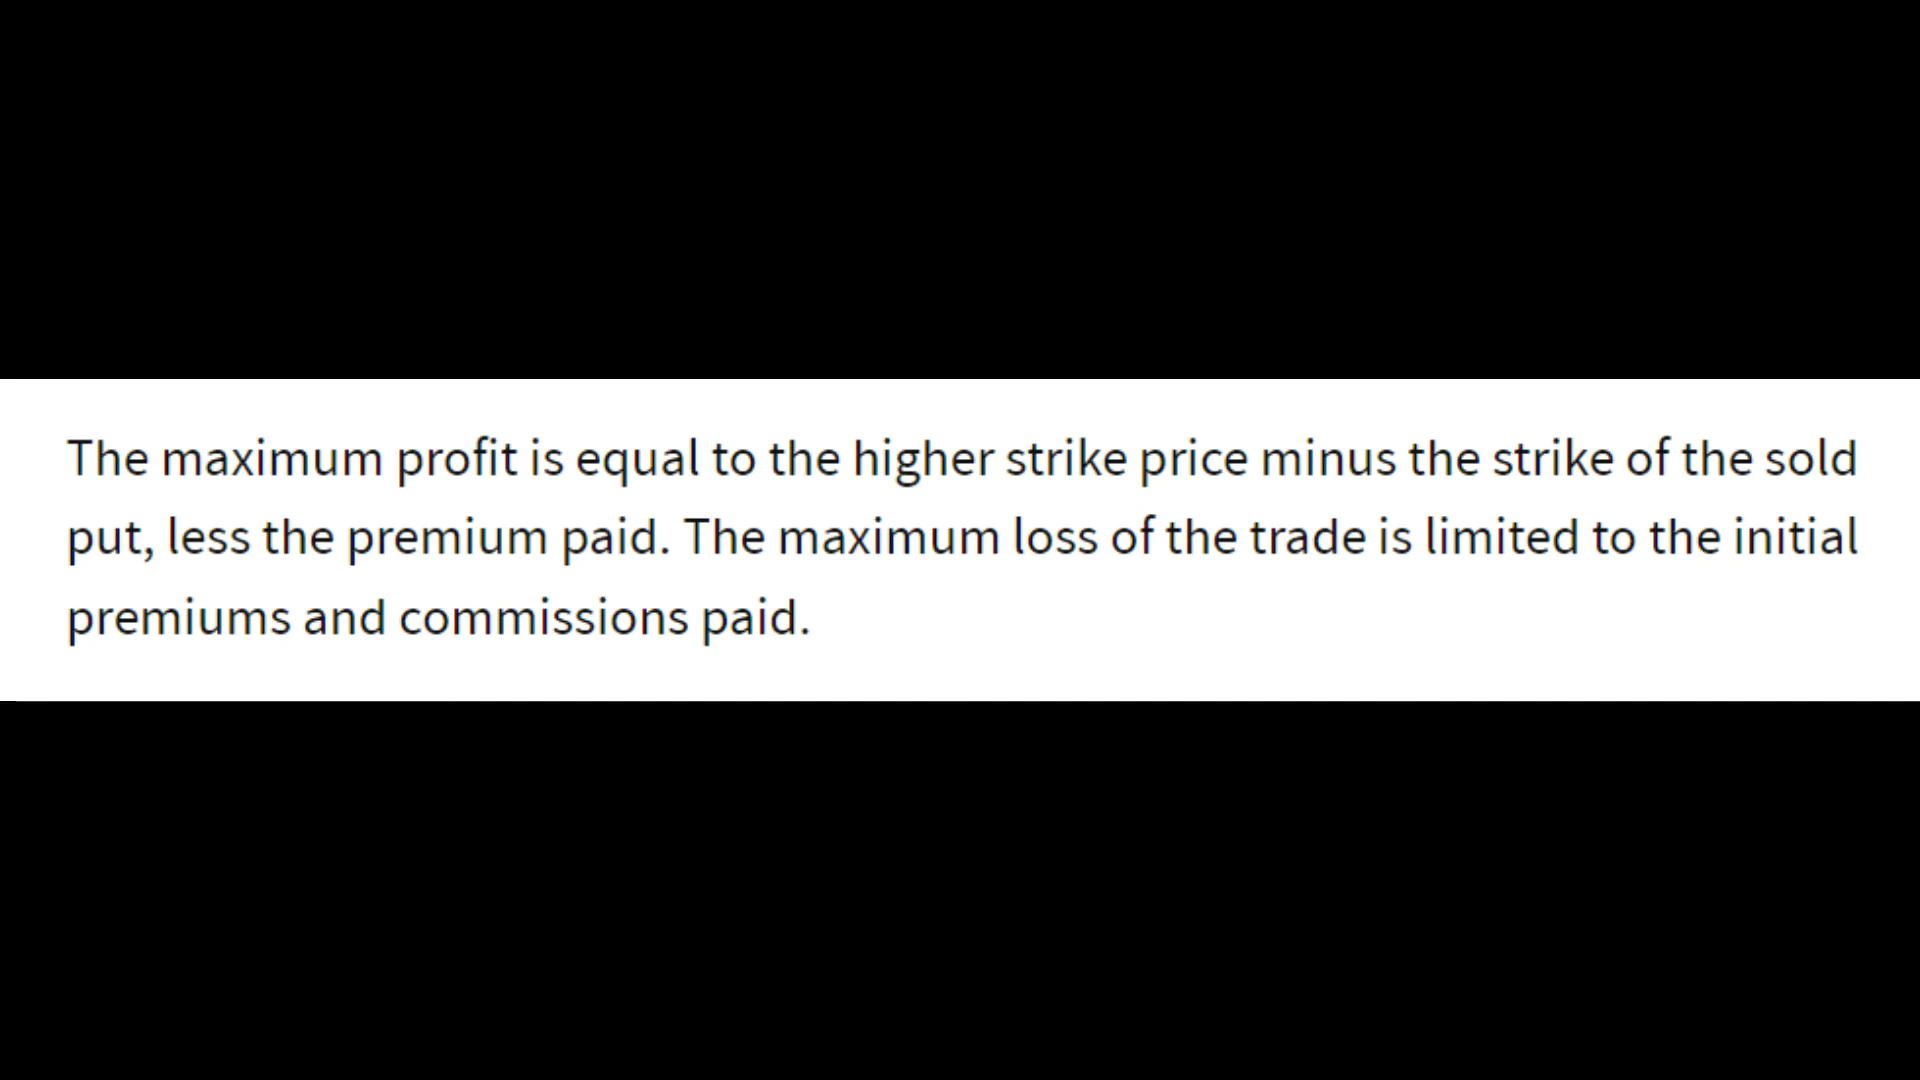 The maximum profit is equal to the higher strike price minus the strike of the sold
put, less the premium paid. The maximum loss of the trade is limited to the initial
premiums and commissions paid.